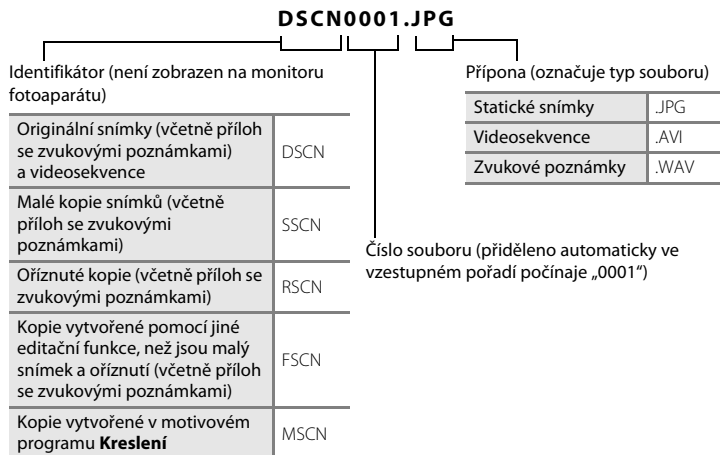 DSCN0001.JPG
Identifikátor (není zobrazen na monitoru
fotoaparátu)
Originální snímky (včetně příloh
se zvukovými poznámkami)
a videosekvence
DSCN
Malé kopie snímků (včetně
příloh se zvukovými
poznámkami)
SSCN
Oříznuté kopie (včetně příloh se
zvukovými poznámkami)
RSCN
Kopie vytvořené pomocí jiné
editační funkce, než jsou malý
snímek a oříznutí (včetně příloh
se zvukovými poznámkami)
FSCN
Kopie vytvořené v motivovém
programu Kreslení
MSCN
Číslo souboru (přiděleno automaticky ve
vzestupném pořadí počínaje „0001“)
Přípona (označuje typ souboru)
Statické snímky .JPG
Videosekvence .AVI
Zvukové poznámky .WAV